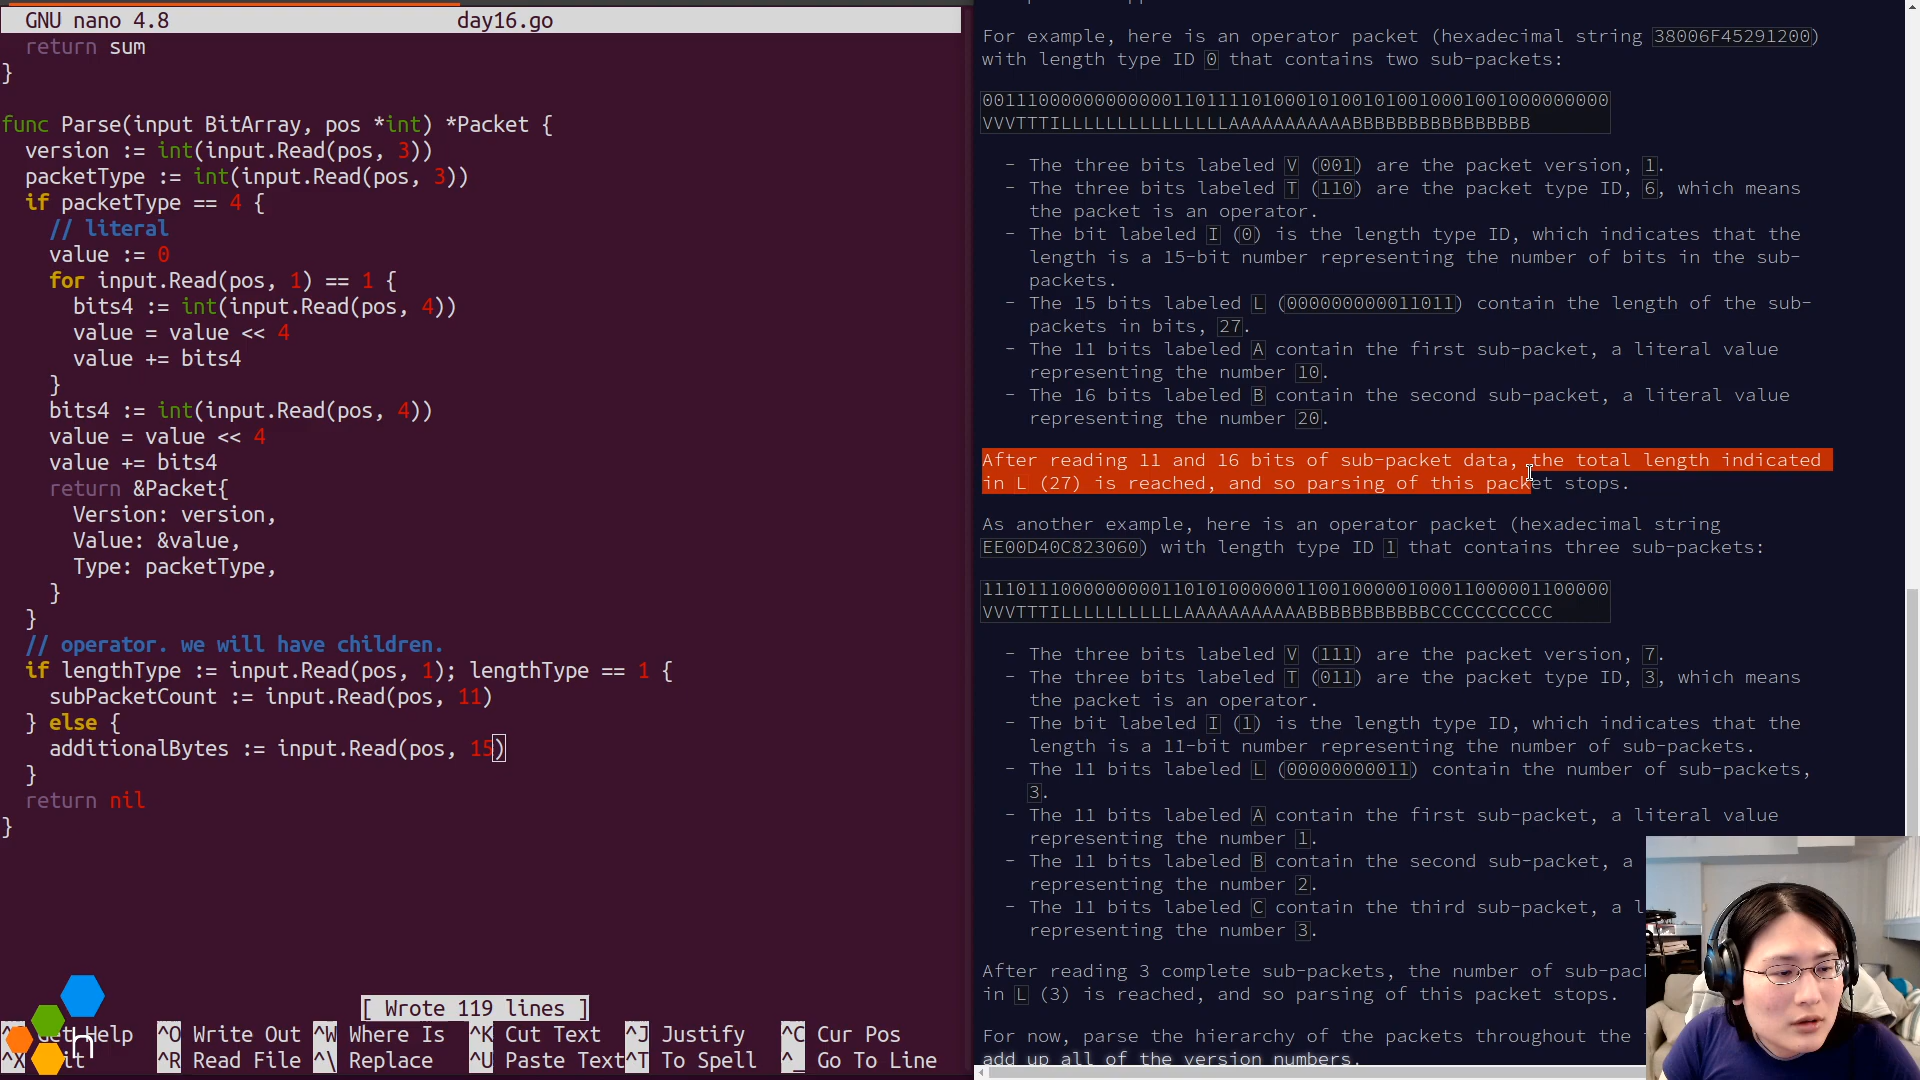 GNU nano 4.8 day16.go
return sum
}
func Parse(input BitArray, pos *int) *Packet {
version := int(input.Read(pos, 3))
packetType := int(input.Read(pos, 3))
if packetType == 4 {
// literal
value := 0
for input.Read(pos, 1) == 1 {
bits4 := int(input.Read(pos, 4))
value = value << 4
value += bits4
}
bits4 := int(input.Read(pos, 4))
value = value << 4
value += bits4
return &Packet{
Version: version,
Value: &value,
Type: packetType,
}
}
// operator. we will have children.
if lengthType := input.Read(pos, 1); lengthType == 1 {
subPacketCount := input.Read(pos, 11)
} else {
additionalBytes := input.Read(pos, 15)
}
return nil
}
[ Wrote 119 lines ]
Help ^O Write Out ^W Where Is ^K Cut Text ^J Justify ^C Cur Pos
^X ^R Read File ^\ Replace ^U Paste Text ^T To Spell ^_ Go To Line
n
For example, here is an operator packet (hexadecimal string 38006F45291200)
with length type ID 0 that contains two sub-packets:
00111000000000000110111101000101001010010001001000000000
VVVTTTILLLLLLLLLLLLLLLAAAAAAAAAAABBBBBBBBBBBBBBBB
- The three bits labeled V (001) are the packet version, 1.
- The three bits labeled T (110) are the packet type ID, 6, which means
the packet is an operator.
- The bit labeled I (0) is the length type ID, which indicates that the
length is a 15-bit number representing the number of bits in the sub-
packets.
- The 15 bits labeled L (000000000011011) contain the length of the sub-
packets in bits, 27.
- The 11 bits labeled A contain the first sub-packet, a literal value
representing the number 10.
- The 16 bits labeled B contain the second sub-packet, a literal value
representing the number 20.
After reading 11 and 16 bits of sub-packet data, the total length indicated
in L (27) is reached, and so parsing of this packet stops.
As another example, here is an operator packet (hexadecimal string
EE00D40C823060) with length type ID 1 that contains three sub-packets:
11101110000000001101010000001100100000100011000001100000
VVVTTTILLLLLLLLLLLAAAAAAAAAAABBBBBBBBBBBCCCCCCCCCCC
- The three bits labeled V (111) are the packet version, 7.
- The three bits labeled T (011) are the packet type ID, 3, which means
the packet is an operator.
- The bit labeled I (1) is the length type ID, which indicates that the
length is a 11-bit number representing the number of sub-packets.
- The 11 bits labeled L (00000000011) contain the number of sub-packets,
3.
- The 11 bits labeled A contain the first sub-packet, a literal value
representing the number 1.
- The 11 bits labeled B contain the second sub-packet, a
representing the number 2.
- The 11 bits labeled C contain the third sub-packet, a l
representing the number 3.
After reading 3 complete sub-packets, the number of sub-pac
in L (3) is reached, and so parsing of this packet stops.
For now, parse the hierarchy of the packets throughout the
add up all of the version numbers.